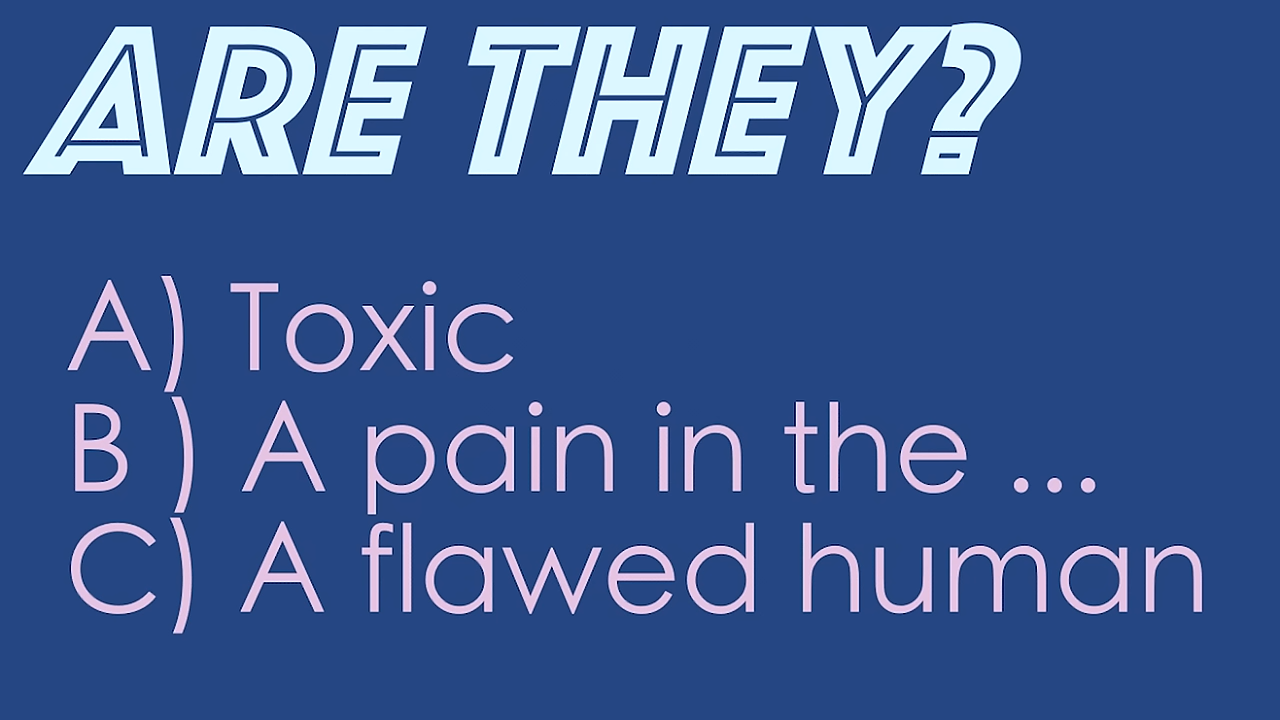 ARE THEY?
A) Toxic
B ) A pain in the ...
C) A flawed human